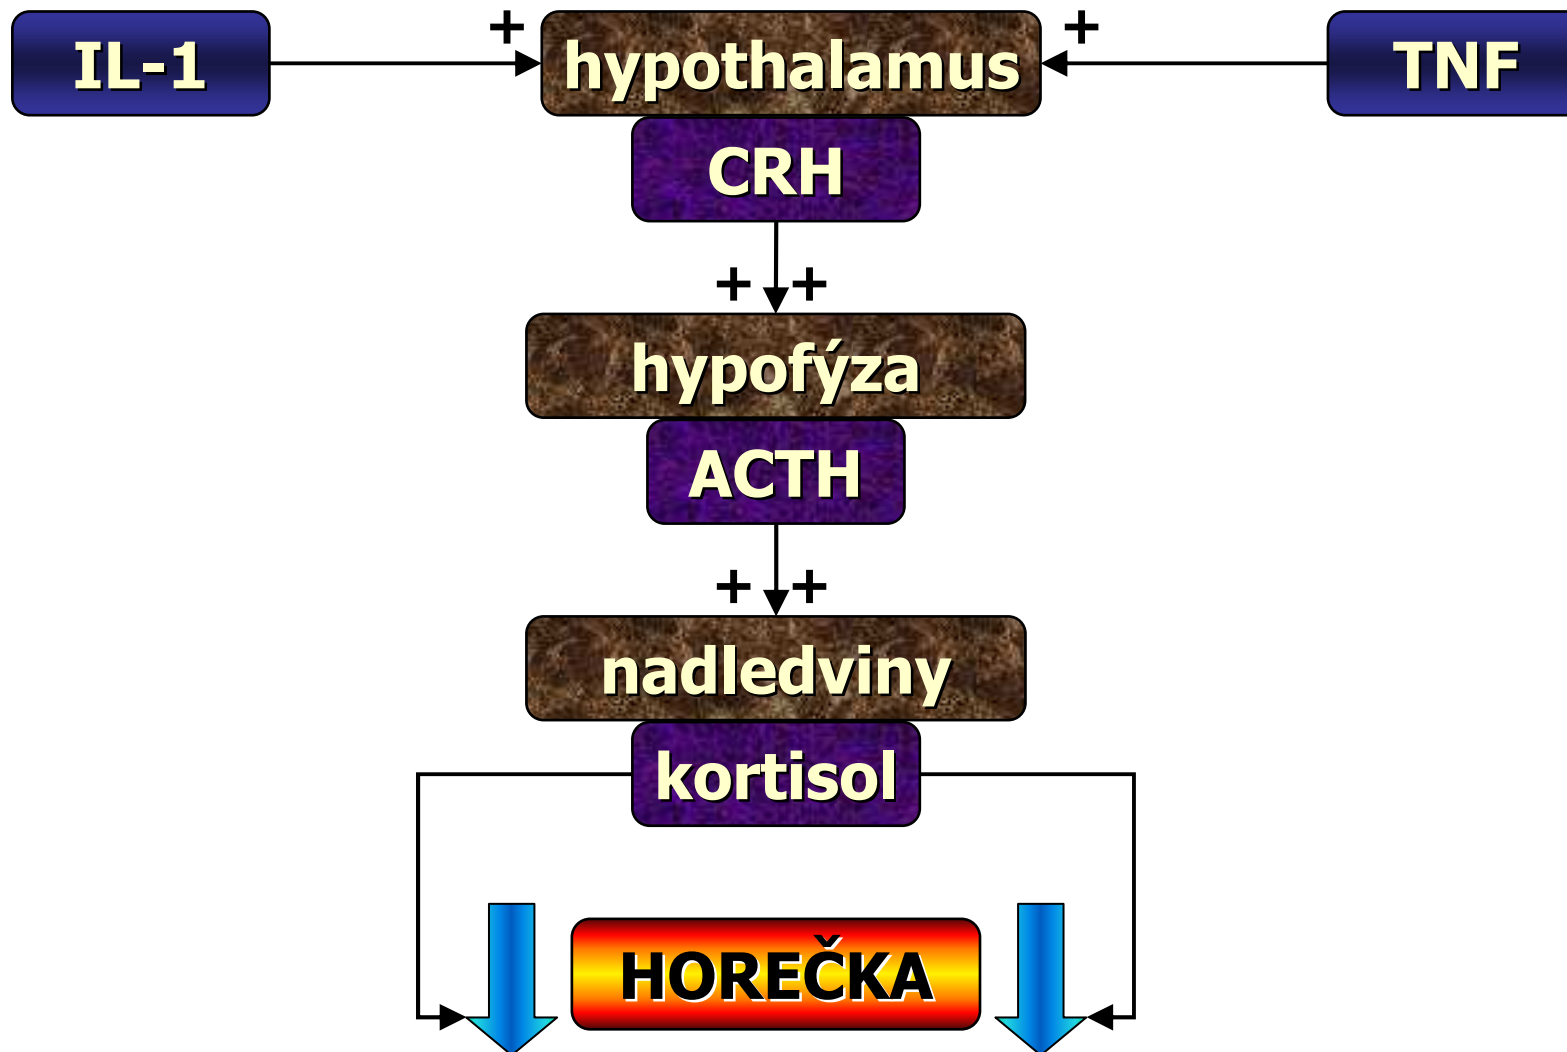 IL-1 + hypothalamus + TNF
CRH
+ +
hypofýza
ACTH
+ +
nadledviny
kortisol
HOREČKA